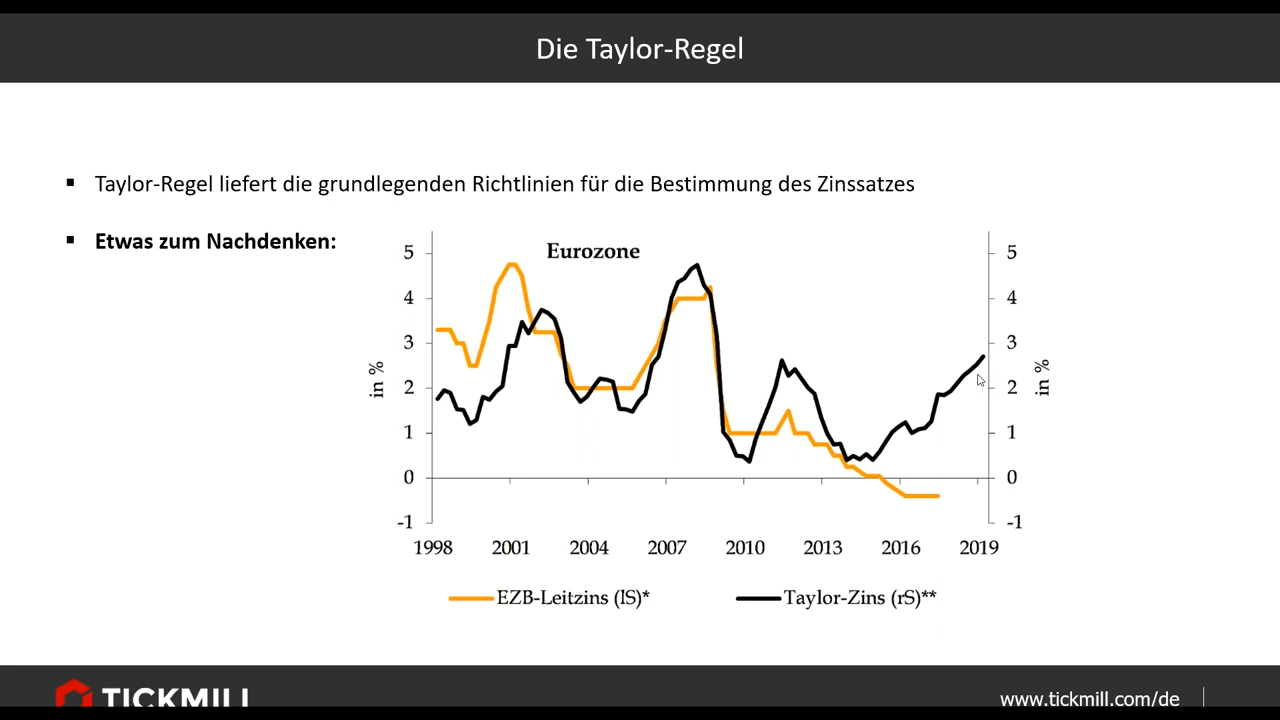 Die Taylor-Regel
▪ Taylor-Regel liefert die grundlegenden Richtlinien für die Bestimmung des Zinssatzes
▪ Etwas zum Nachdenken:
Eurozone
5 5
4 4
3 3
2 2
1 1
0 0
-1 -1
in % in %
1998 2001 2004 2007 2010 2013 2016 2019
EZB-Leitzins (lS)* Taylor-Zins (rS)**
TICKMILL www.tickmill.com/de